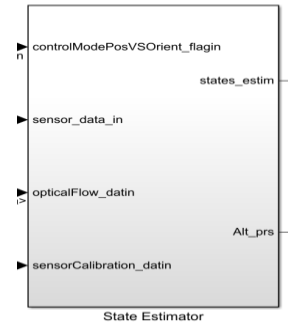 controlModePosVSOrient_flagin
n
states_estim
sensor_data_in
opticalFlow_datin
Alt_prs
sensorCalibration_datin
State Estimator